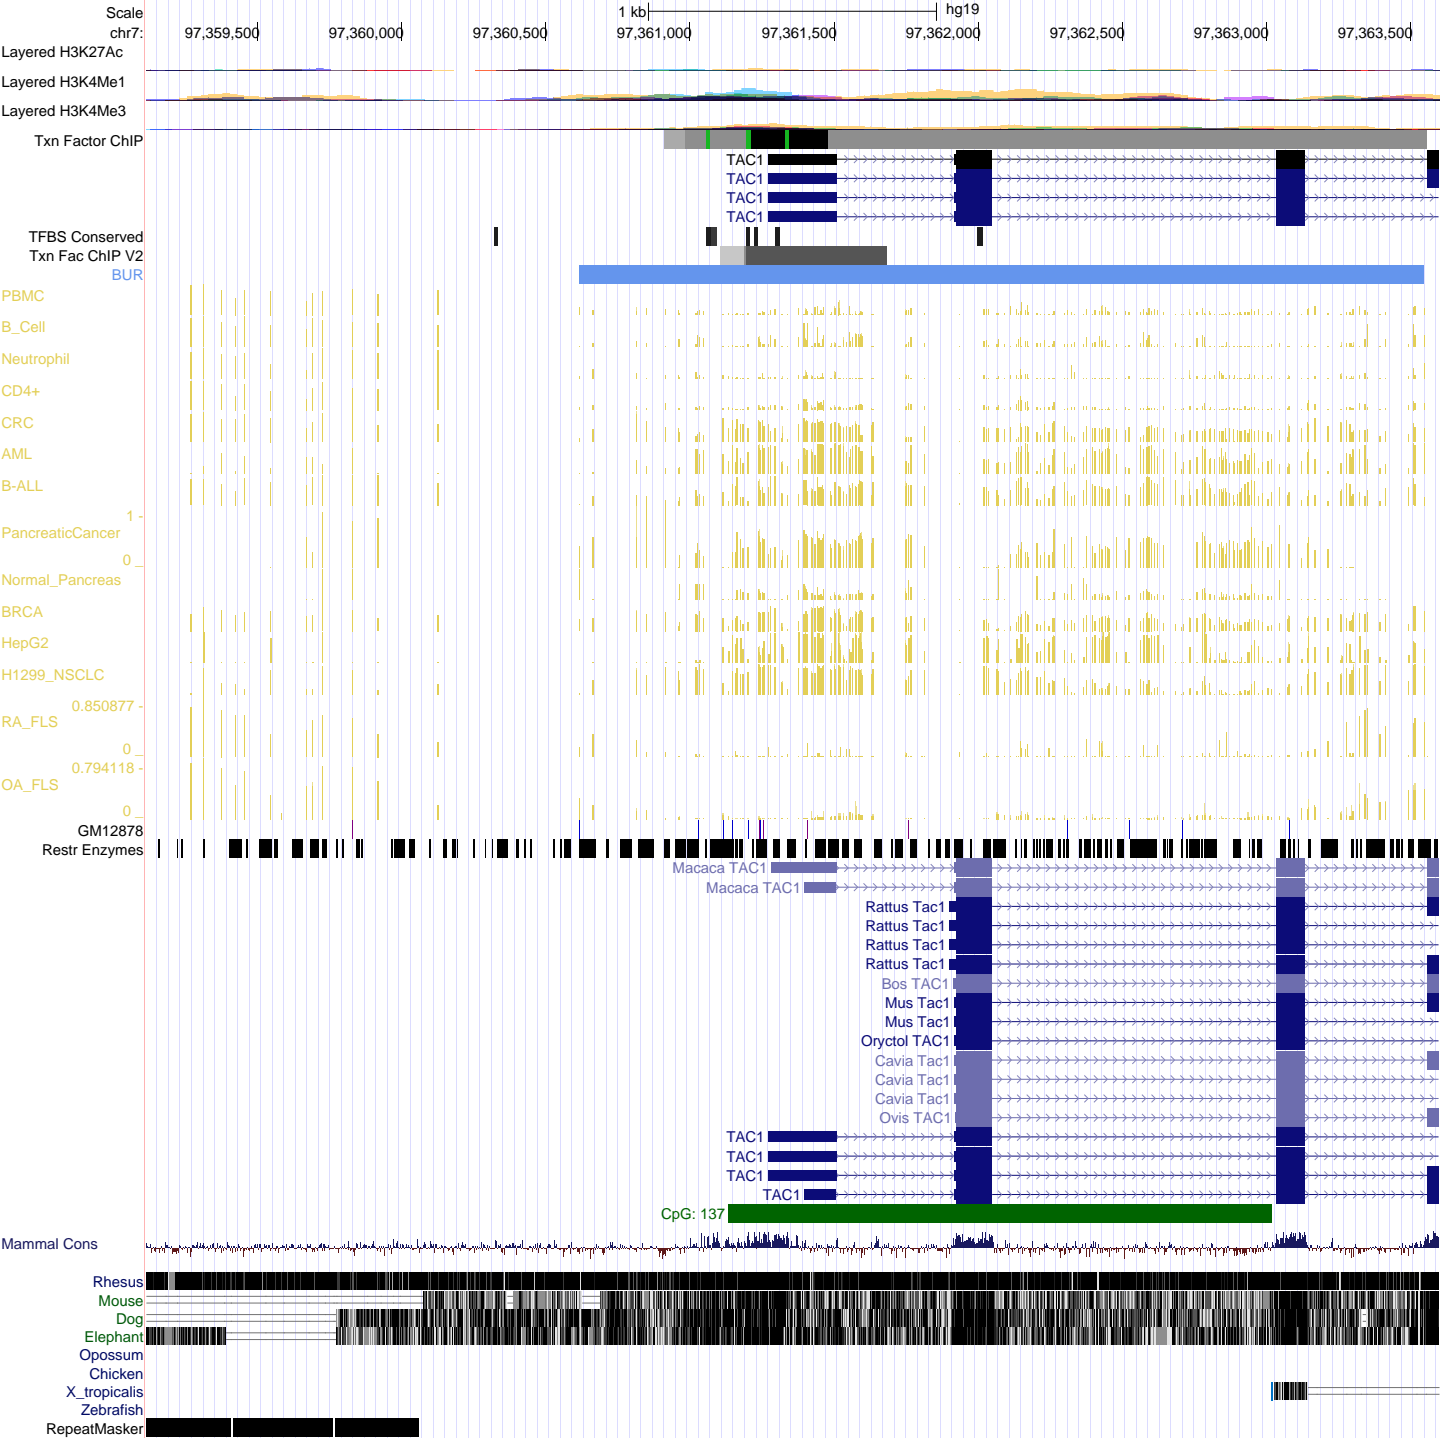 Scale 1 kb hg19
chr7: 97,359,500 97,360,000 97,360,500 97,361,000 97,361,500 97,362,000 97,362,500 97,363,000 97,363,500
Layered H3K27Ac
Layered H3K4Me1
Layered H3K4Me3
Txn Factor ChIP
TAC1
TAC1
TAC1
TAC1
TFBS Conserved
Txn Fac ChIP V2
BUR
PBMC
B_Cell
Neutrophil
CD4+
CRC
AML
B-ALL
1 -
PancreaticCancer
0 _
Normal_Pancreas
BRCA
HepG2
H1299_NSCLC
0.850877 -
RA_FLS
0 _
0.794118 -
OA_FLS
0 _
GM12878
Restr Enzymes
Macaca TAC1
Macaca TAC1
Rattus Tac1
Rattus Tac1
Rattus Tac1
Rattus Tac1
Bos TAC1
Mus Tac1
Mus Tac1
Oryctol TAC1
Cavia Tac1
Cavia Tac1
Cavia Tac1
Ovis TAC1
TAC1
TAC1
TAC1
TAC1
CpG: 137
Mammal Cons
Rhesus
Mouse
Dog
Elephant
Opossum
Chicken
X_tropicalis
Zebrafish
RepeatMasker